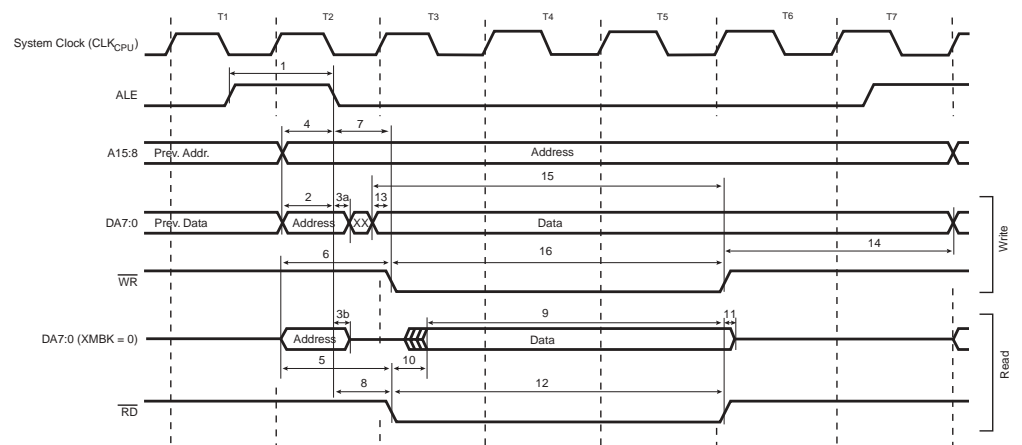 T1 T2 T3 T4 T5 T6 T7
System Clock (CLKCPU)
1
ALE
4 7
A15:8 Prev. Addr. Address
15
2 3a 13
DA7:0 Prev. Data Address XX Data
14
6 16
WR
Write
3b 9 11
DA7:0 (XMBK = 0) Address Data
5 10
8 12
RD
Read